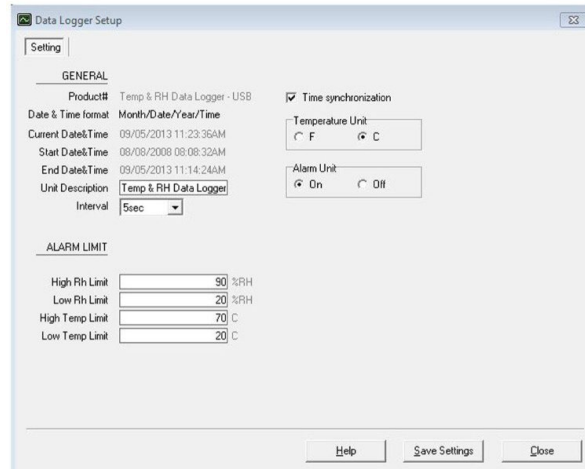 Data Logger Setup
Setting
GENERAL
Product# Temp & RH Data Logger - USB
Date & Time format Month/Date/Year/Time
Current Date&Time 09/05/2013 11:23:36AM
Start Date&Time 08/08/2008 08:08:32AM
End Date&Time 09/05/2013 11:14:24AM
Unit Description Temp & RH Data Logger
Interval 5sec
Time synchronization
Temperature Unit
F C
Alarm Unit
On Off
ALARM LIMIT
High Rh Limit 90 %RH
Low Rh Limit 20 %RH
High Temp Limit 70 C
Low Temp Limit 20 C
Help Save Settings Close